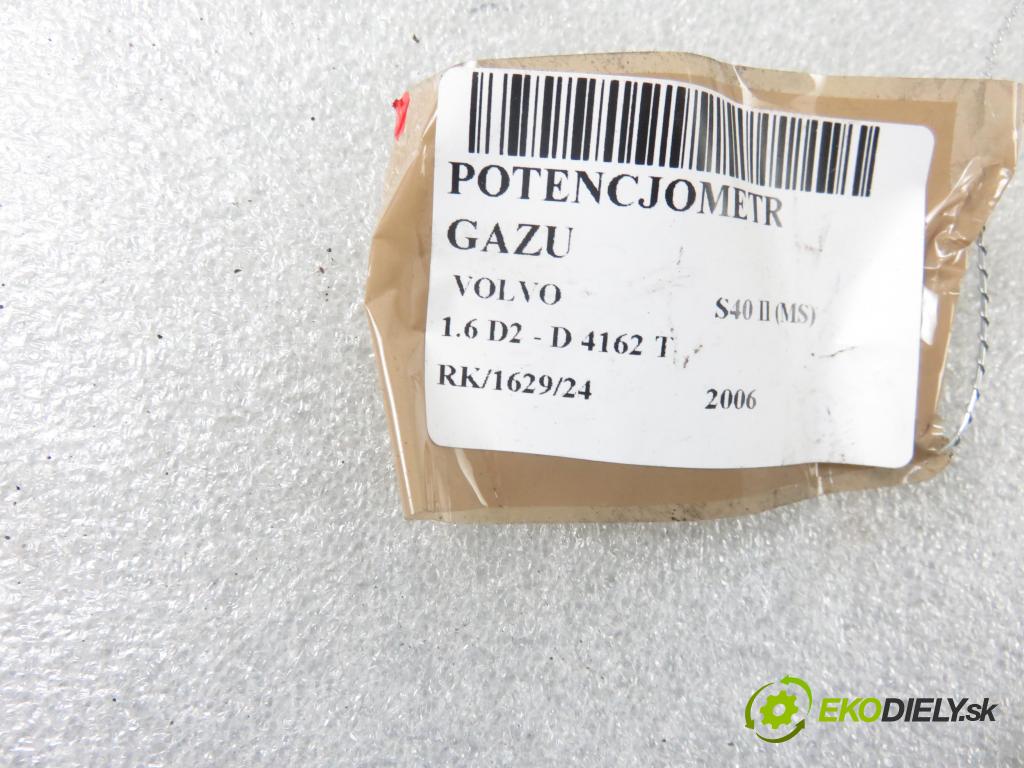 POTENCJOMETR
GAZU
VOLVO S40 II (MS)
1.6 D2 - D 4162 T
RK/1629/24 2006
EKODIELY.sk